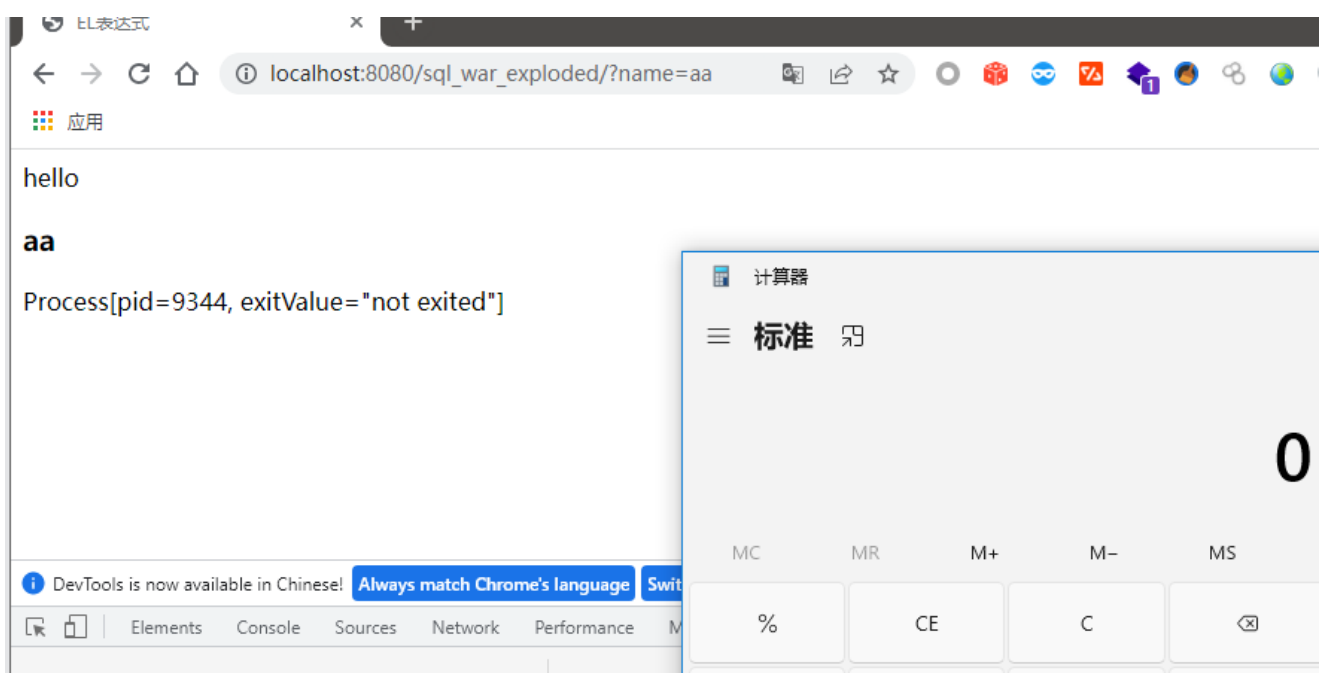 EL表达式
localhost:8080/sql_war_exploded/?name=aa
1
应用
hello
aa
Process[pid=9344, exitValue="not exited"]
计算器
标准
0
MC MR M+ M− MS
DevTools is now available in Chinese! Always match Chrome's language Swit
Elements Console Sources Network Performance M
% CE C